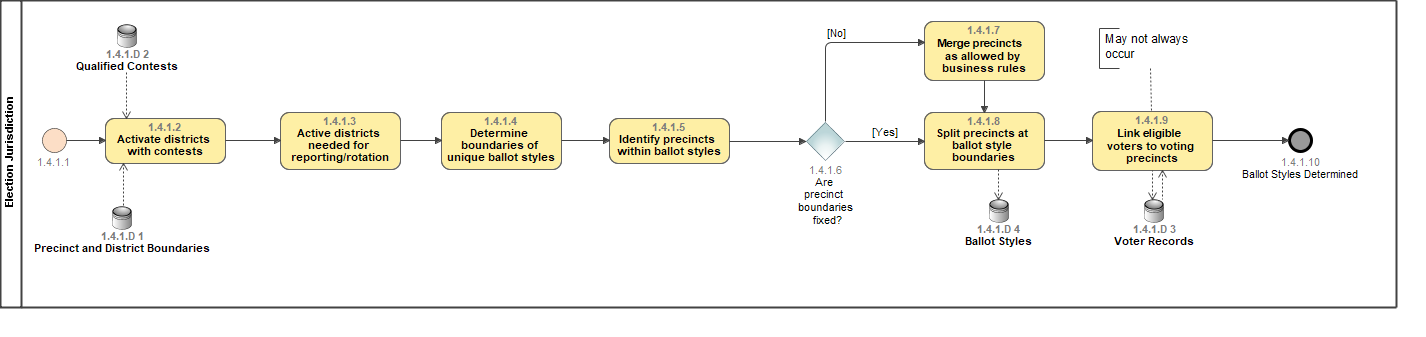 Election Jurisdiction
1.4.1.D 2
Qualified Contests
1.4.1.1
1.4.1.2
Activate districts
with contests
1.4.1.D 1
Precinct and District Boundaries
1.4.1.3
Active districts
needed for
reporting/rotation
1.4.1.4
Determine
boundaries of
unique ballot styles
1.4.1.5
Identify precincts
within ballot styles
1.4.1.6
Are
precinct
boundaries
fixed?
[No]
[Yes]
1.4.1.7
Merge precincts
as allowed by
business rules
1.4.1.8
Split precincts at
ballot style
boundaries
1.4.1.D 4
Ballot Styles
May not always
occur
1.4.1.9
Link eligible
voters to voting
precincts
1.4.1.D 3
Voter Records
1.4.1.10
Ballot Styles Determined